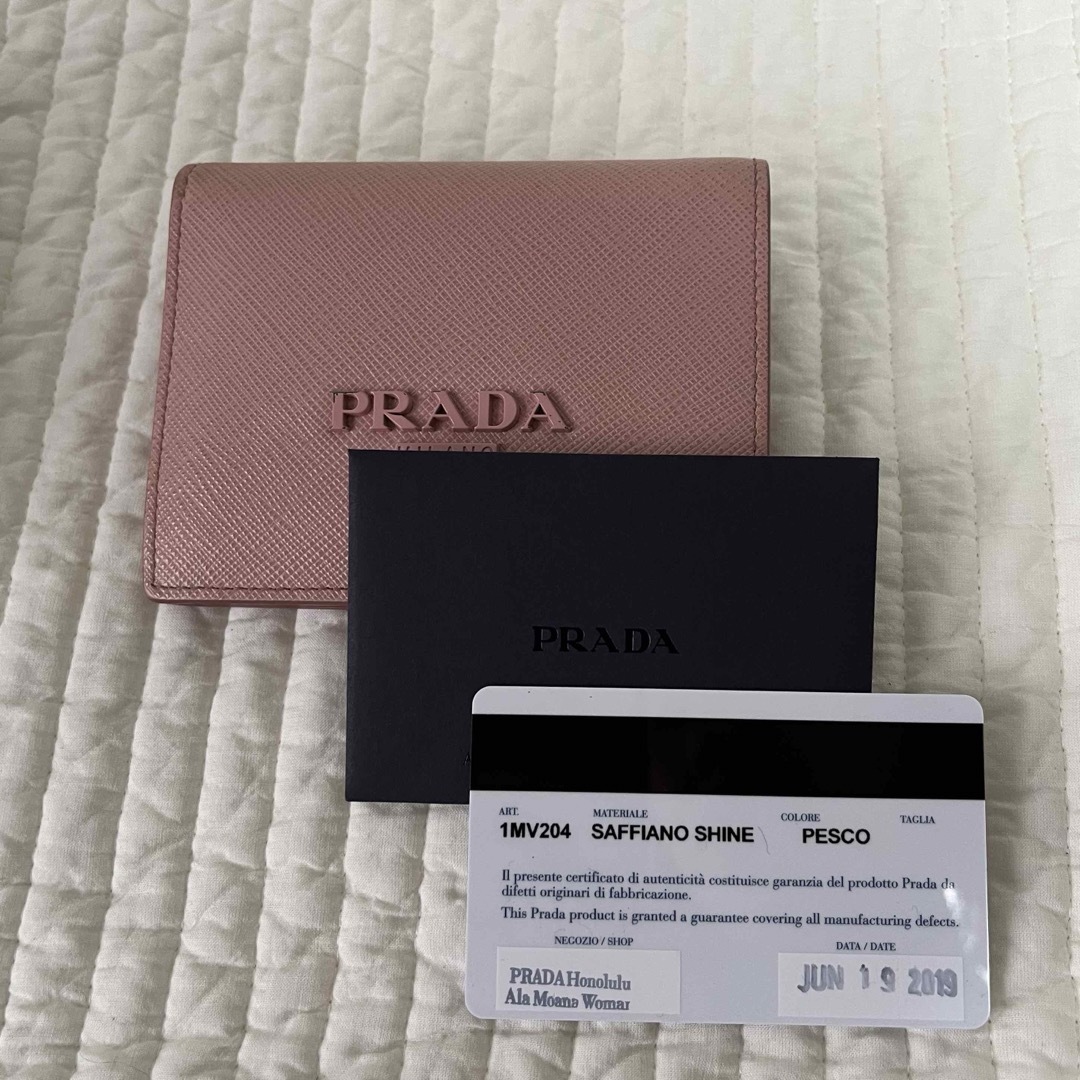 PRADA
MILANO
PRADA
ART.
MATERIALE
COLORE
TAGLIA
1MV204
SAFFIANO SHINE
PESCO
Il presente certificato di autenticità costituisce garanzia del prodotto Prada da
difetti originari di fabbricazione.
This Prada product is granted a guarantee covering all manufacturing defects.
NEGOZIO / SHOP
DATA / DATE
PRADA Honolulu
Ala Moana Woman
JUN 19 2019